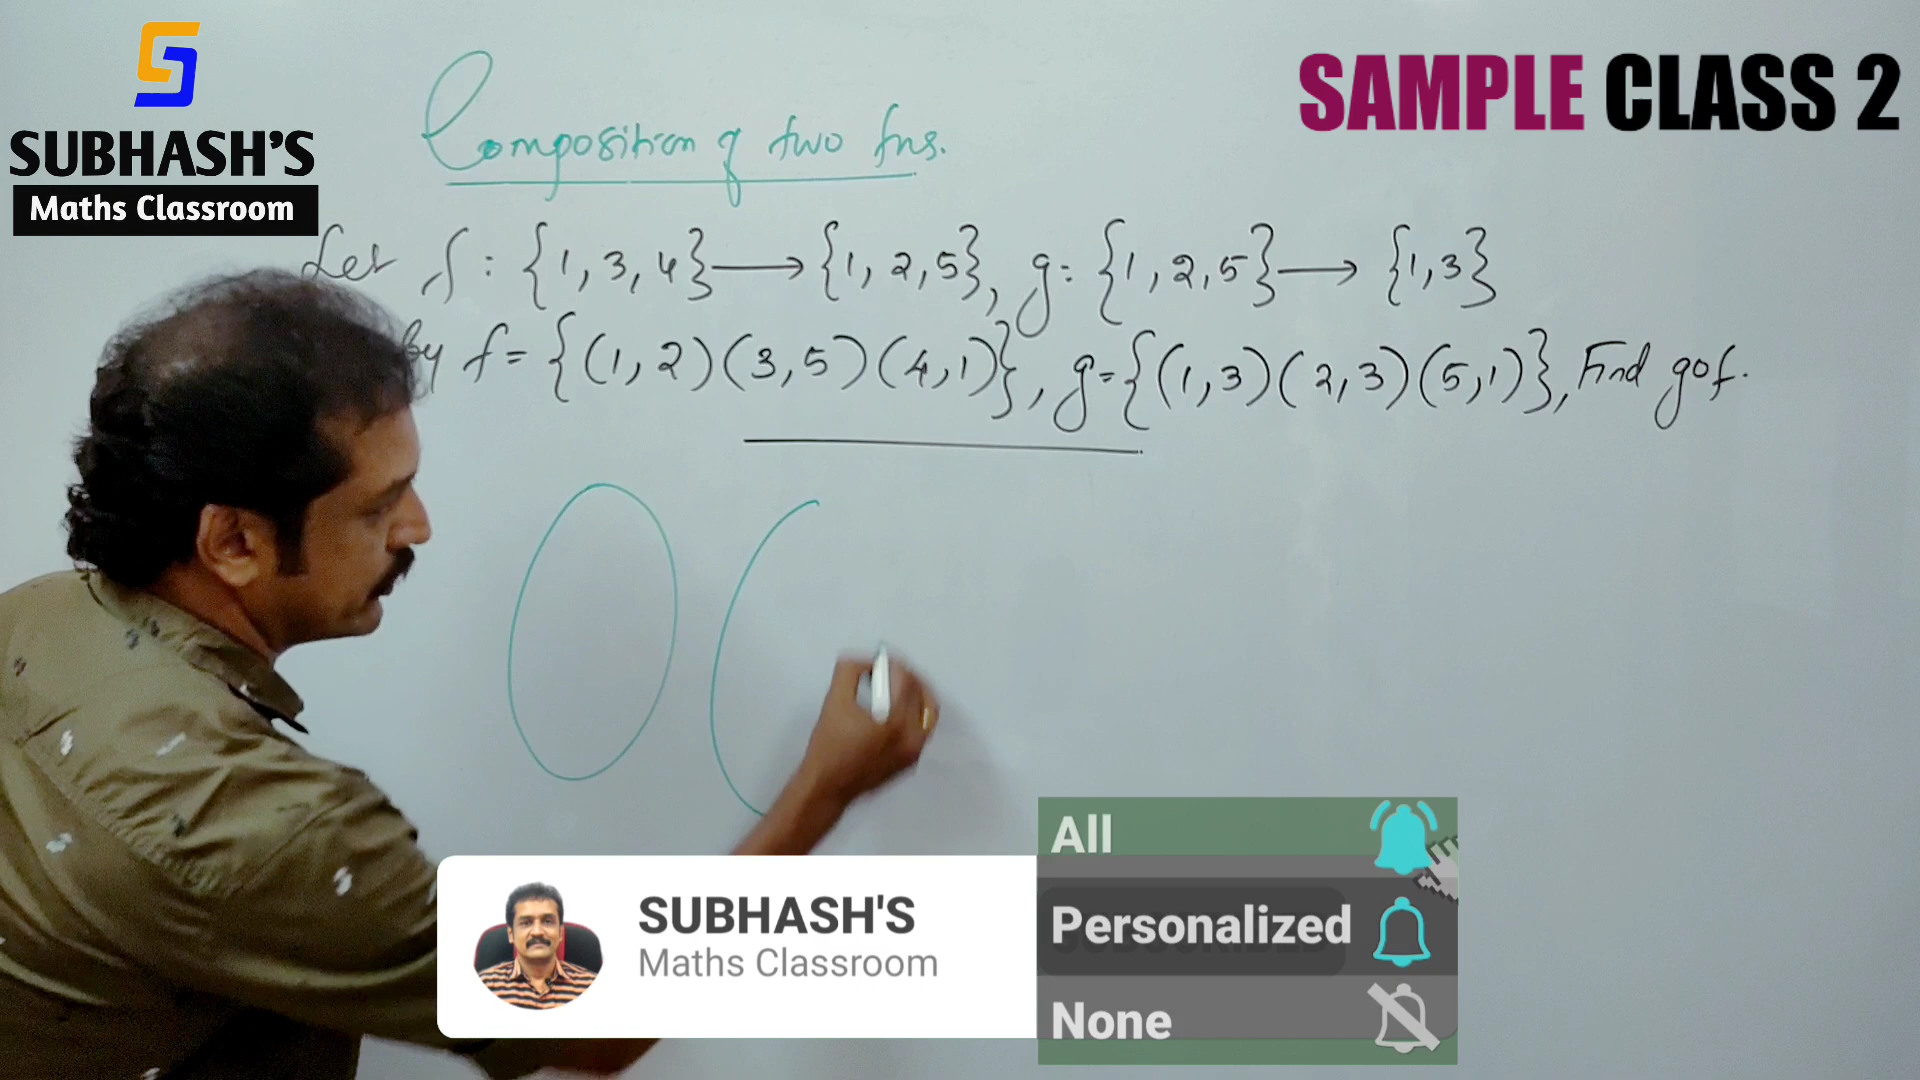 SUBHASH'S
Maths Classroom
SAMPLE CLASS 2
Composition of two fns.
Let f : {1, 3, 4} ⟶ {1, 2, 5}, g : {1, 2, 5} ⟶ {1, 3}
by f = {(1, 2)(3, 5)(4, 1)}, g = {(1, 3)(2, 3)(5, 1)}, Find gof.
SUBHASH'S
Maths Classroom
All
Personalized
None